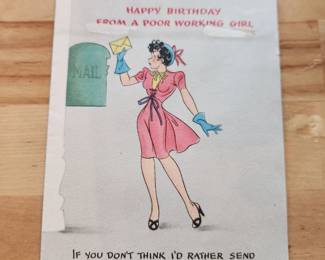 HAPPY BIRTHDAY
FROM A POOR WORKING GIRL
MAIL
IF YOU DON'T THINK I'D RATHER SEND